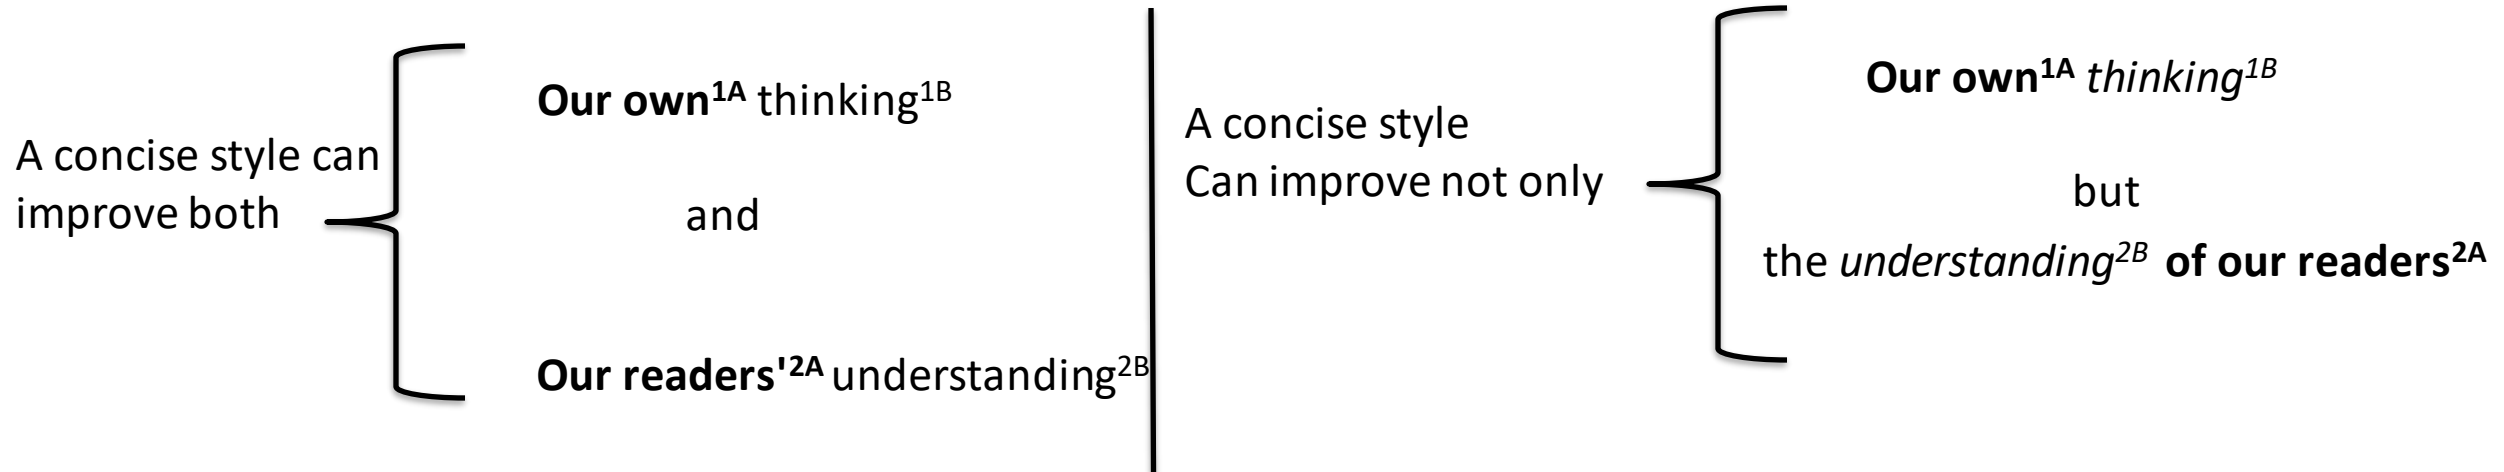 A concise style can
improve both
Our own1A thinking1B
and
Our readers'2A understanding2B
A concise style
Can improve not only
Our own1A thinking1B
but
the understanding2B of our readers2A